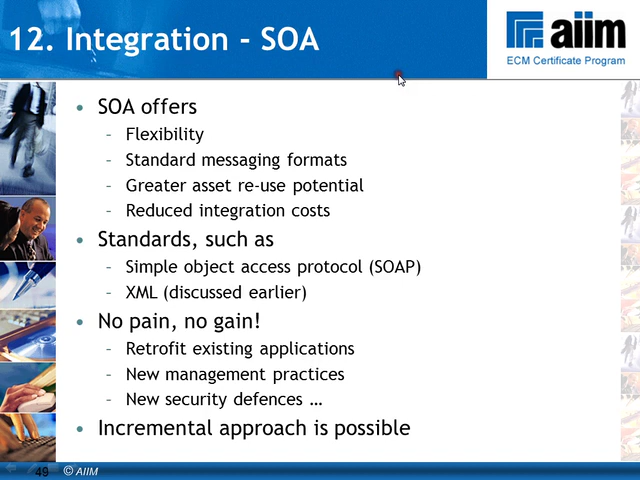 12. Integration - SOA
aiim
ECM Certificate Program
• SOA offers
– Flexibility
– Standard messaging formats
– Greater asset re-use potential
– Reduced integration costs
• Standards, such as
– Simple object access protocol (SOAP)
– XML (discussed earlier)
• No pain, no gain!
– Retrofit existing applications
– New management practices
– New security defences …
• Incremental approach is possible
49 © AIIM